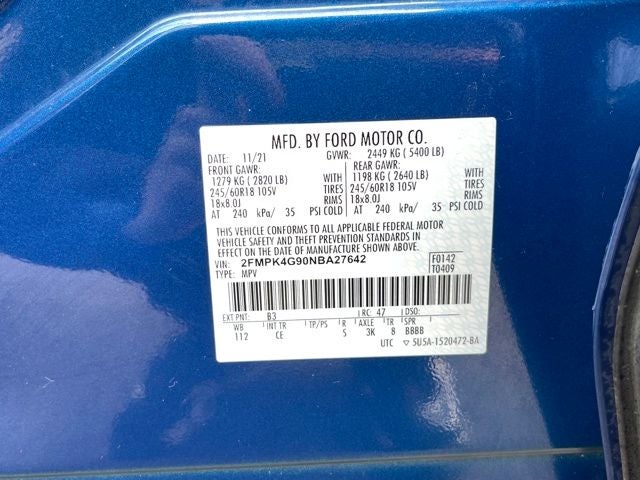 MFD. BY FORD MOTOR CO.
DATE: 11/21 GVWR: 2449 KG ( 5400 LB)
FRONT GAWR: REAR GAWR:
1279 KG ( 2820 LB) WITH 1198 KG ( 2640 LB) WITH
245/60R18 105V TIRES 245/60R18 105V TIRES
18x8.0J RIMS 18x8.0J RIMS
AT 240 kPa/ 35 PSI COLD AT 240 kPa/ 35 PSI COLD
THIS VEHICLE CONFORMS TO ALL APPLICABLE FEDERAL MOTOR
VEHICLE SAFETY AND THEFT PREVENTION STANDARDS IN
EFFECT ON THE DATE OF MANUFACTURE SHOWN ABOVE.
VIN: 2FMPK4G90NBA27642 F0142
TYPE: MPV T0409
EXT PNT: B3 RC: 47 DSO:
WB INT TR TP/PS R AXLE TR SPR
112 CE S 3K 8 BBBB
UTC ▽ 5U5A-1520472-BA